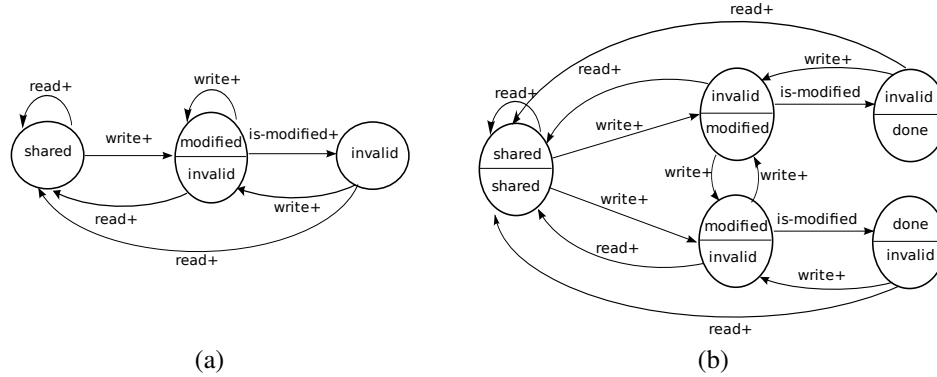 read+
write+
shared
write+
modified
invalid
is-modified+
invalid
read+
write+
read+
(a)
read+
read+
read+
write+
shared
shared
write+
invalid
modified
is-modified
write+
invalid
done
write+
write+
modified
invalid
is-modified
done
invalid
read+
write+
read+
(b)